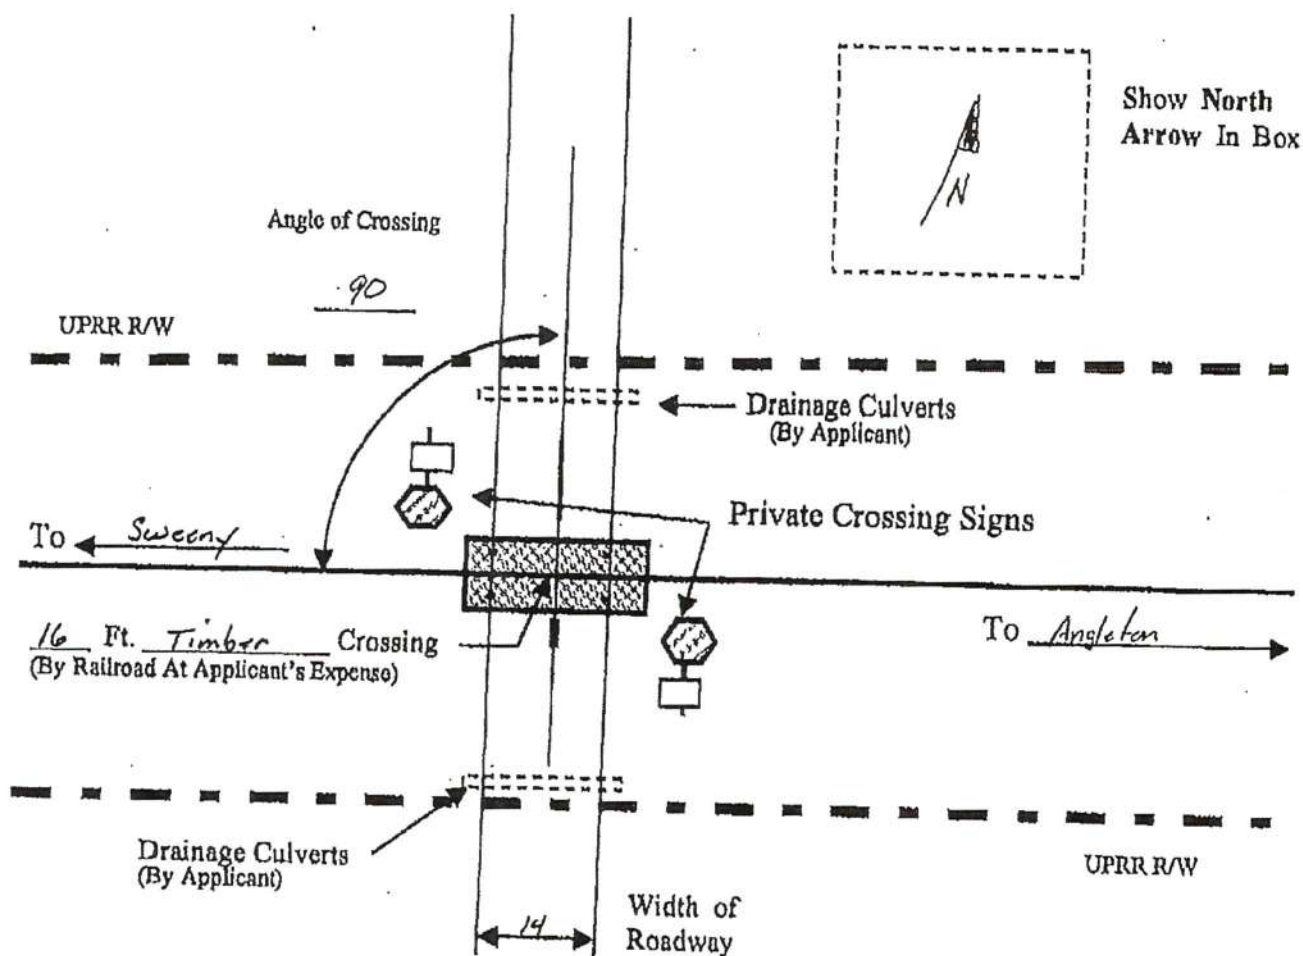 Show North
Arrow In Box
N
Angle of Crossing
90
UPRR R/W
Drainage Culverts
(By Applicant)
Private Crossing Signs
To Sweeny
16 Ft. Timber Crossing
(By Railroad At Applicant's Expense)
To Angleton
Drainage Culverts
(By Applicant)
UPRR R/W
14
Width of
Roadway